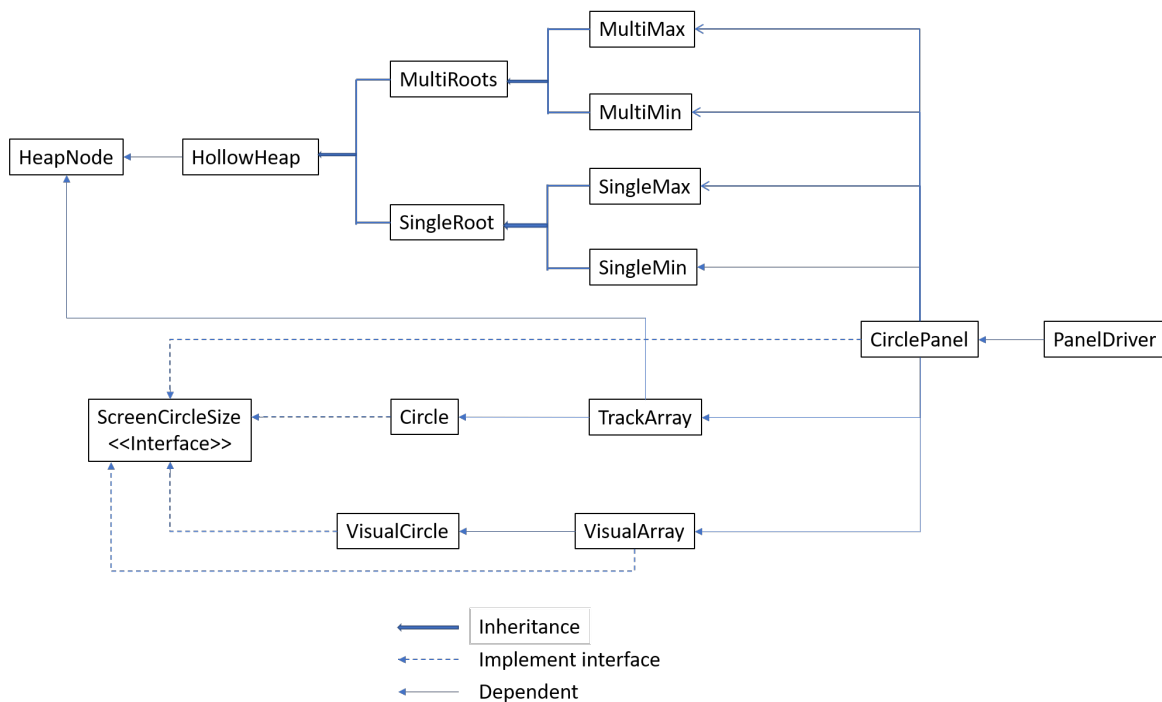 MultiMax
MultiRoots
MultiMin
HeapNode
HollowHeap
SingleMax
SingleRoot
SingleMin
CirclePanel
PanelDriver
ScreenCircleSize
<<Interface>>
Circle
TrackArray
VisualCircle
VisualArray
Inheritance
Implement interface
Dependent